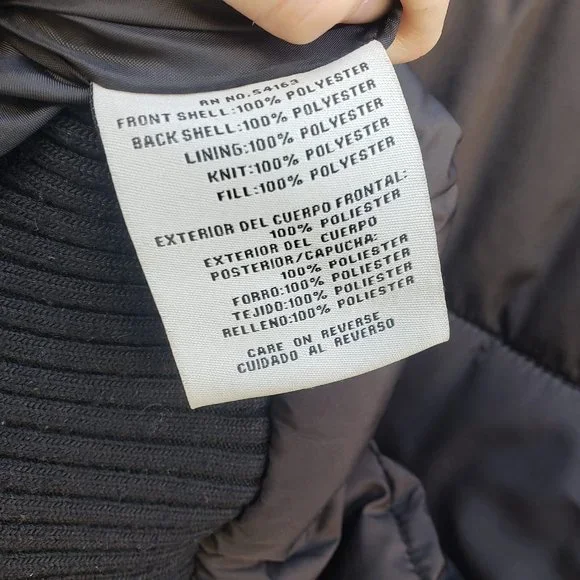 RN NO.54163
FRONT SHELL:100% POLYESTER
BACK SHELL:100% POLYESTER
LINING:100% POLYESTER
KNIT:100% POLYESTER
FILL:100% POLYESTER
EXTERIOR DEL CUERPO FRONTAL:
100% POLIESTER
EXTERIOR DEL CUERPO
POSTERIOR/CAPUCHA:
100% POLIESTER
FORRO:100% POLIESTER
TEJIDO:100% POLIESTER
RELLENO:100% POLIESTER
CARE ON REVERSE
CUIDADO AL REVERSO